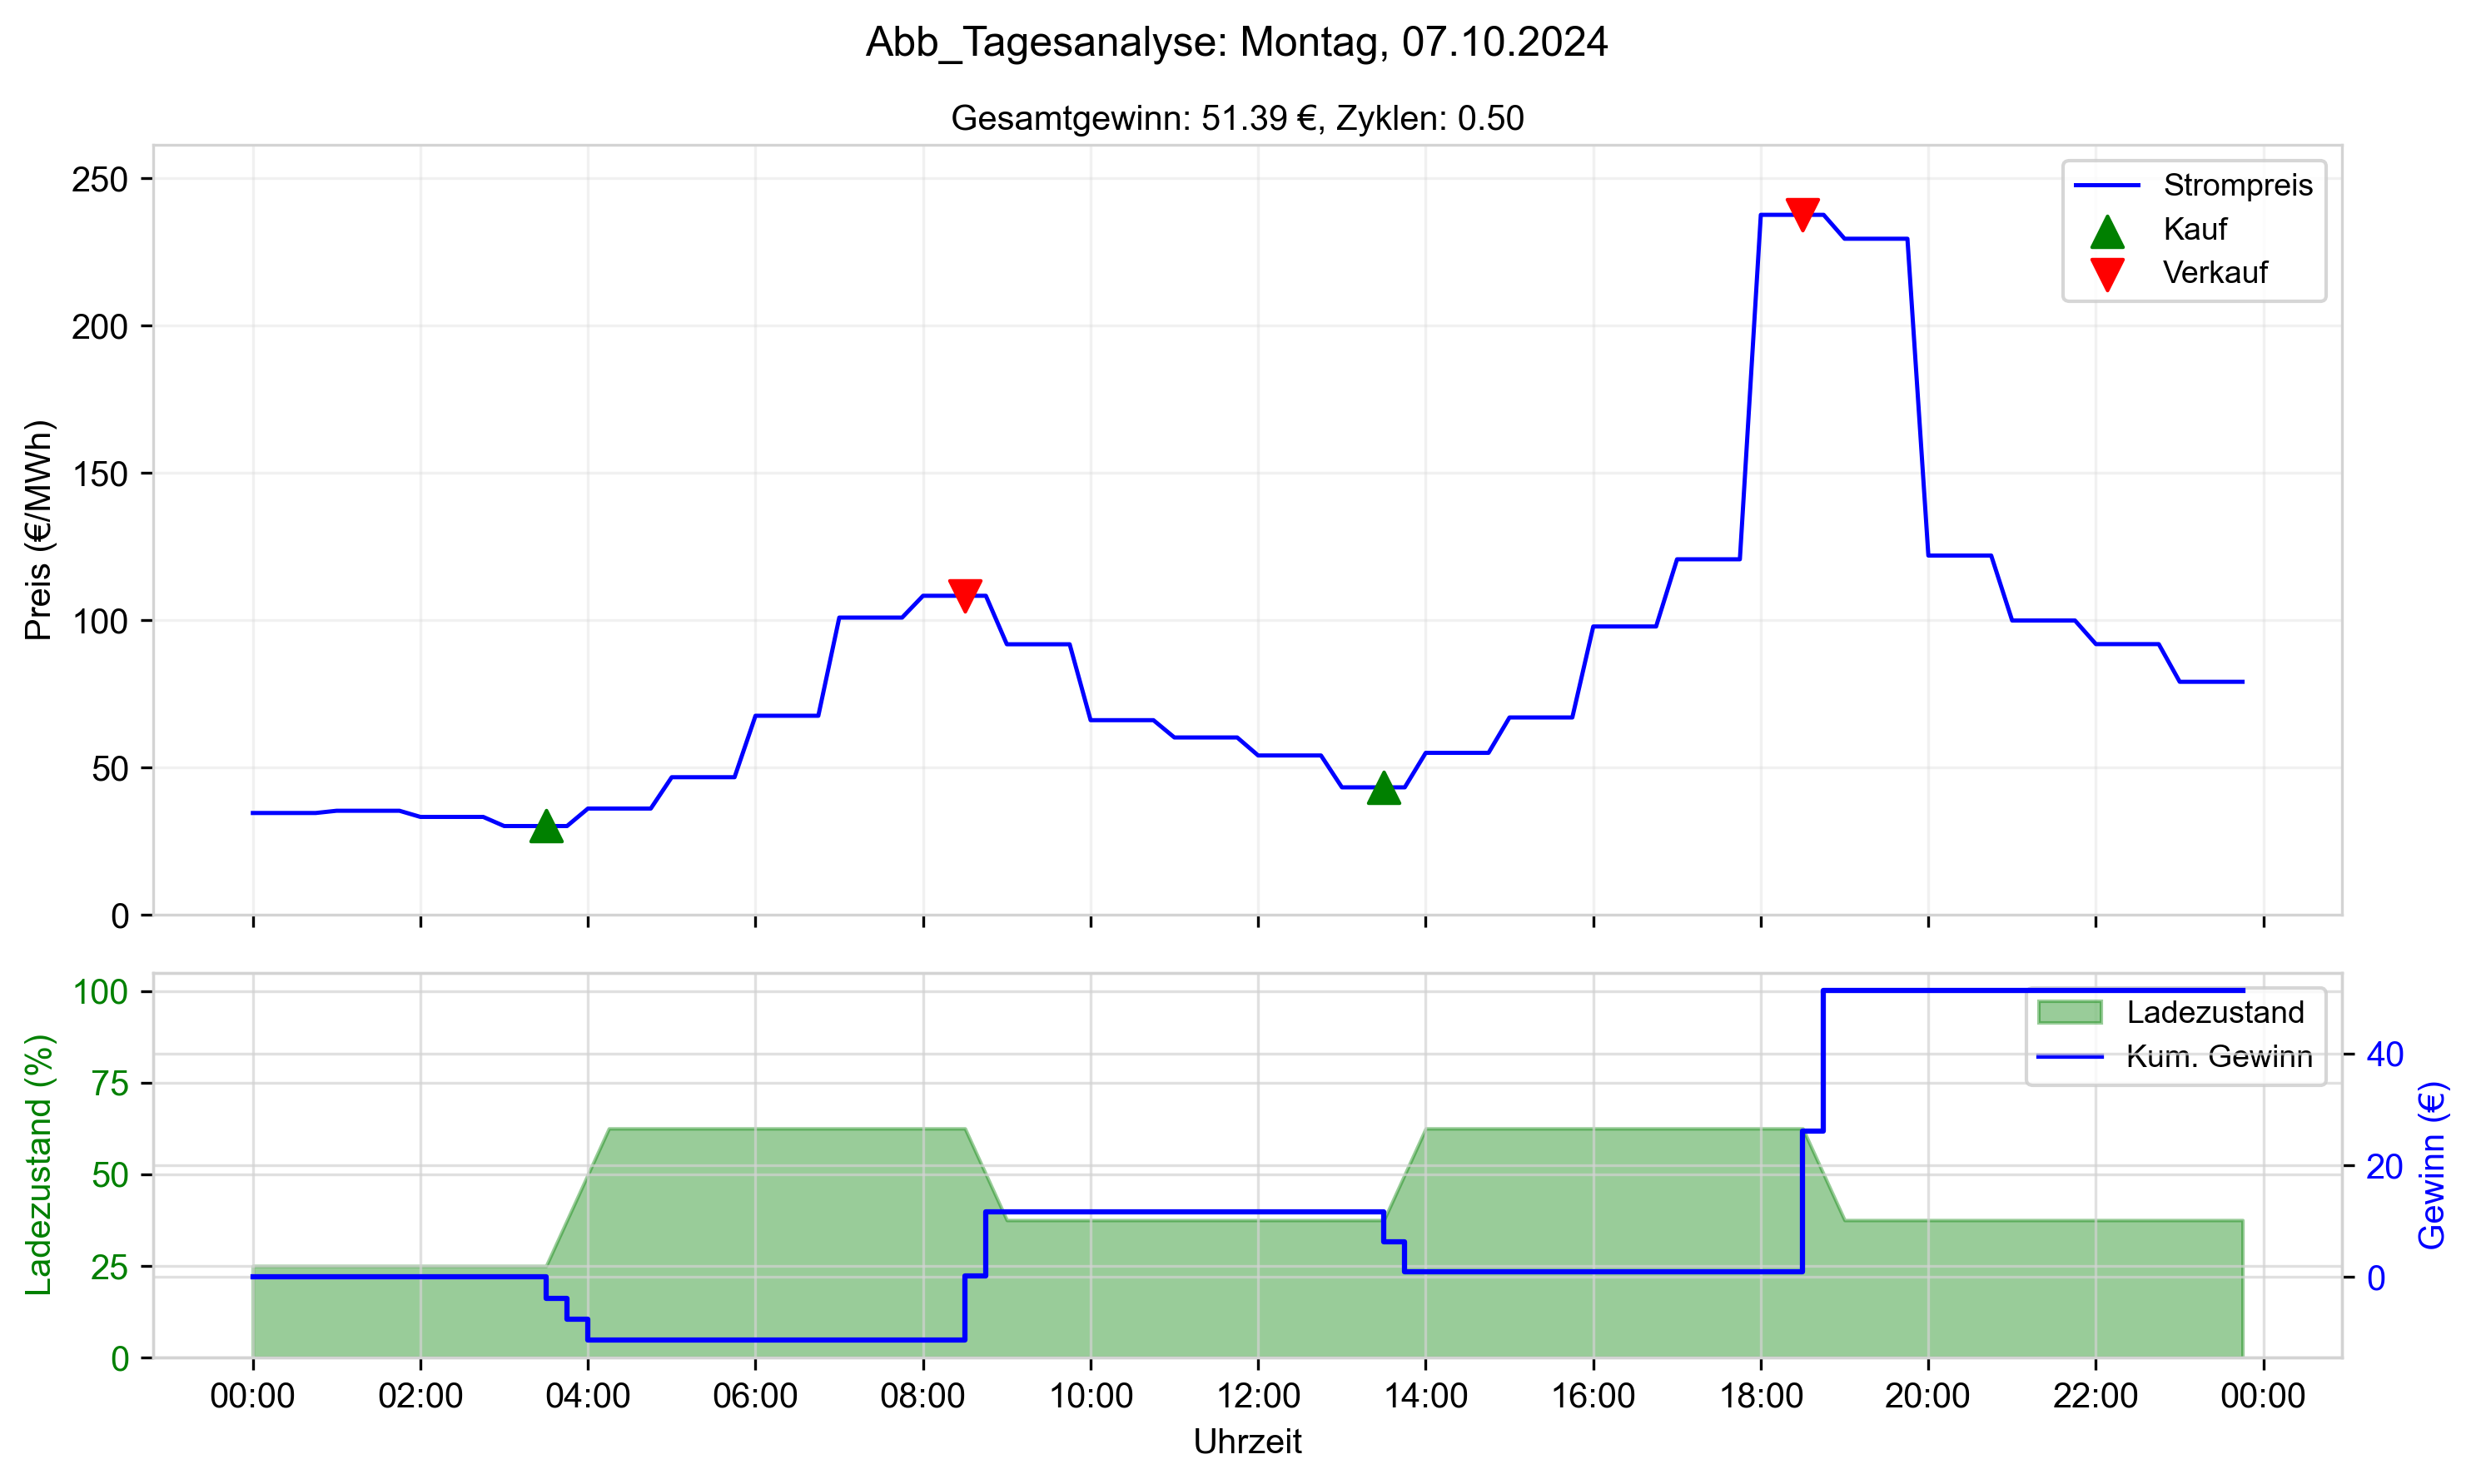 Abb_Tagesanalyse: Montag, 07.10.2024
Gesamtgewinn: 51.39 €, Zyklen: 0.50
Preis (€/MWh)
250
200
150
100
50
0
Strompreis
Kauf
Verkauf
Ladezustand (%)
100
75
50
25
0
Ladezustand
Kum. Gewinn
40
20
0
Gewinn (€)
00:00 02:00 04:00 06:00 08:00 10:00 12:00 14:00 16:00 18:00 20:00 22:00 00:00
Uhrzeit